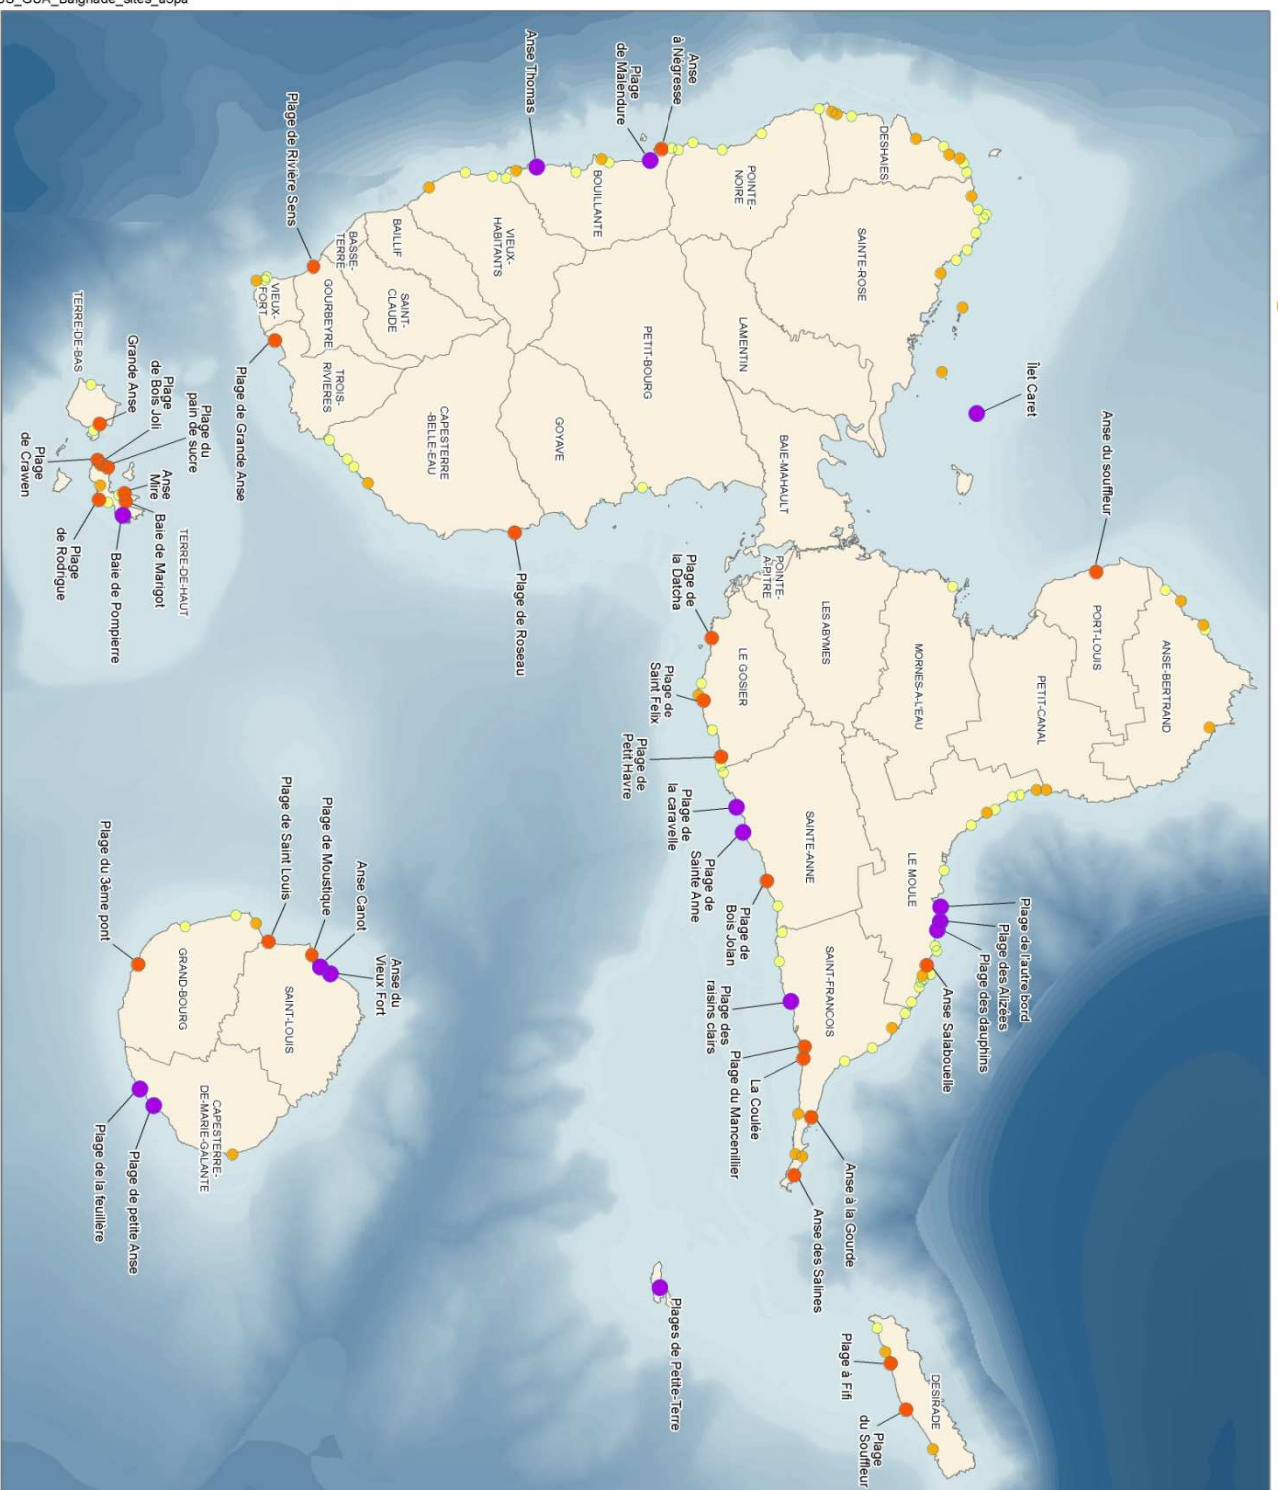 Anse
à Nègresse
Plage
de Malendure
Anse Thomas
Plage de Rivière Sens
DESHAIES
POINTE-
NOIRE
BOUILLANTE
VIEUX-
HABITANTS
BAILLIF
BASSE-
TERRE
SAINT-
CLAUDE
GOURBEYRE
VIEUX-
FORT
TROIS-
RIVIERES
SAINTE-ROSE
LAMENTIN
PETIT-BOURG
GOYAVE
CAPESTERRE
-BELLE-EAU
BAIE-MAHAULT
Îlet Caret
Anse du souffleur
Plage de Grande Anse
Plage de Roseau
TERRE-DE-BAS
Grande Anse
Plage
de Bois Joli
Plage du
pain de sucre
Plage
de Crawen
Anse
Mire
Baie de Marigot
TERRE-DE-HAUT
Baie de Pompierre
Plage
de Rodrigue
POINTE-
A-PITRE
Plage de
la Datcha
LES ABYMES
LE GOSIER
MORNES-A-L'EAU
PORT-LOUIS
PETIT-CANAL
ANSE-BERTRAND
Plage de
Saint Felix
Plage de
Petit Havre
Plage de
la caravelle
Plage de
Sainte Anne
Plage de
Bois Jolan
SAINTE-ANNE
LE MOULE
SAINT-FRANCOIS
Plage de l'autre bord
Plage des Alizées
Plage des dauphins
Anse Salabouelle
Plage des
raisins clairs
Plage du Mancenillier
La Coulée
Anse à la Gourde
Anse des Salines
Plages de Petite-Terre
Plage à Fifi
DESIRADE
Plage
du Souffleur
Plage de Saint Louis
Plage de Moustique
Anse Canot
Anse du
Vieux Fort
Plage du 3ème pont
GRAND-BOURG
SAINT-LOUIS
CAPESTERRE-
DE-MARIE-GALANTE
Plage de petite Anse
Plage de la feuillère